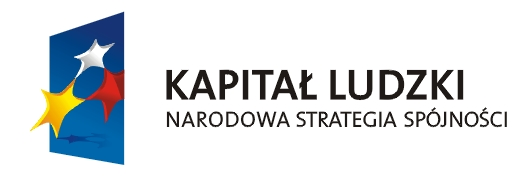 KAPITAŁ LUDZKI
NARODOWA STRATEGIA SPÓJNOŚCI